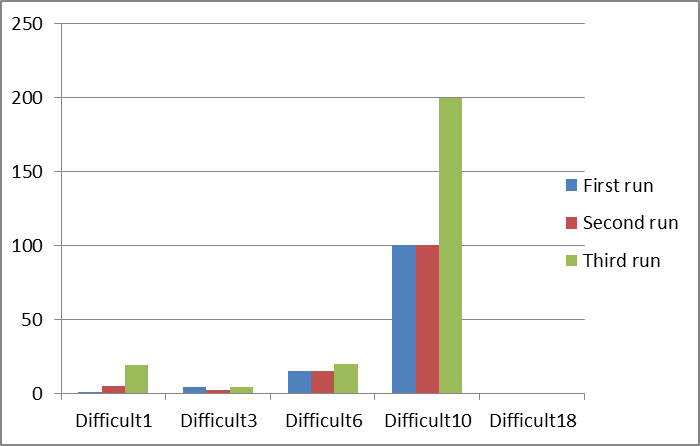 250
200
150
100
50
0
Difficult1 Difficult3 Difficult6 Difficult10 Difficult18
First run
Second run
Third run